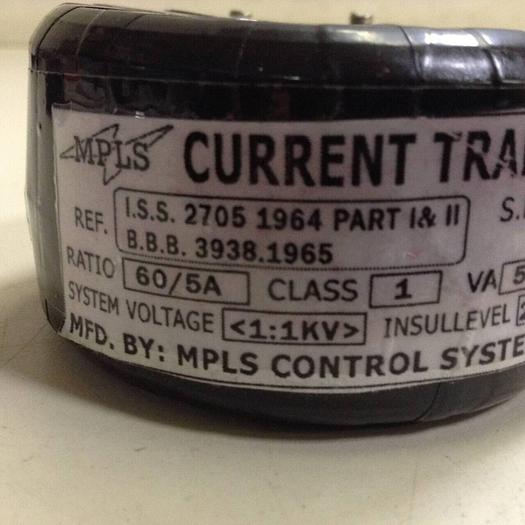 MPLS CURRENT TRA
REF. I.S.S. 2705 1964 PART I& II S.
B.B.B. 3938.1965
RATIO 60/5A CLASS 1 VA 5
SYSTEM VOLTAGE <1:1KV> INSULLEVEL 2
MFD. BY: MPLS CONTROL SYSTE